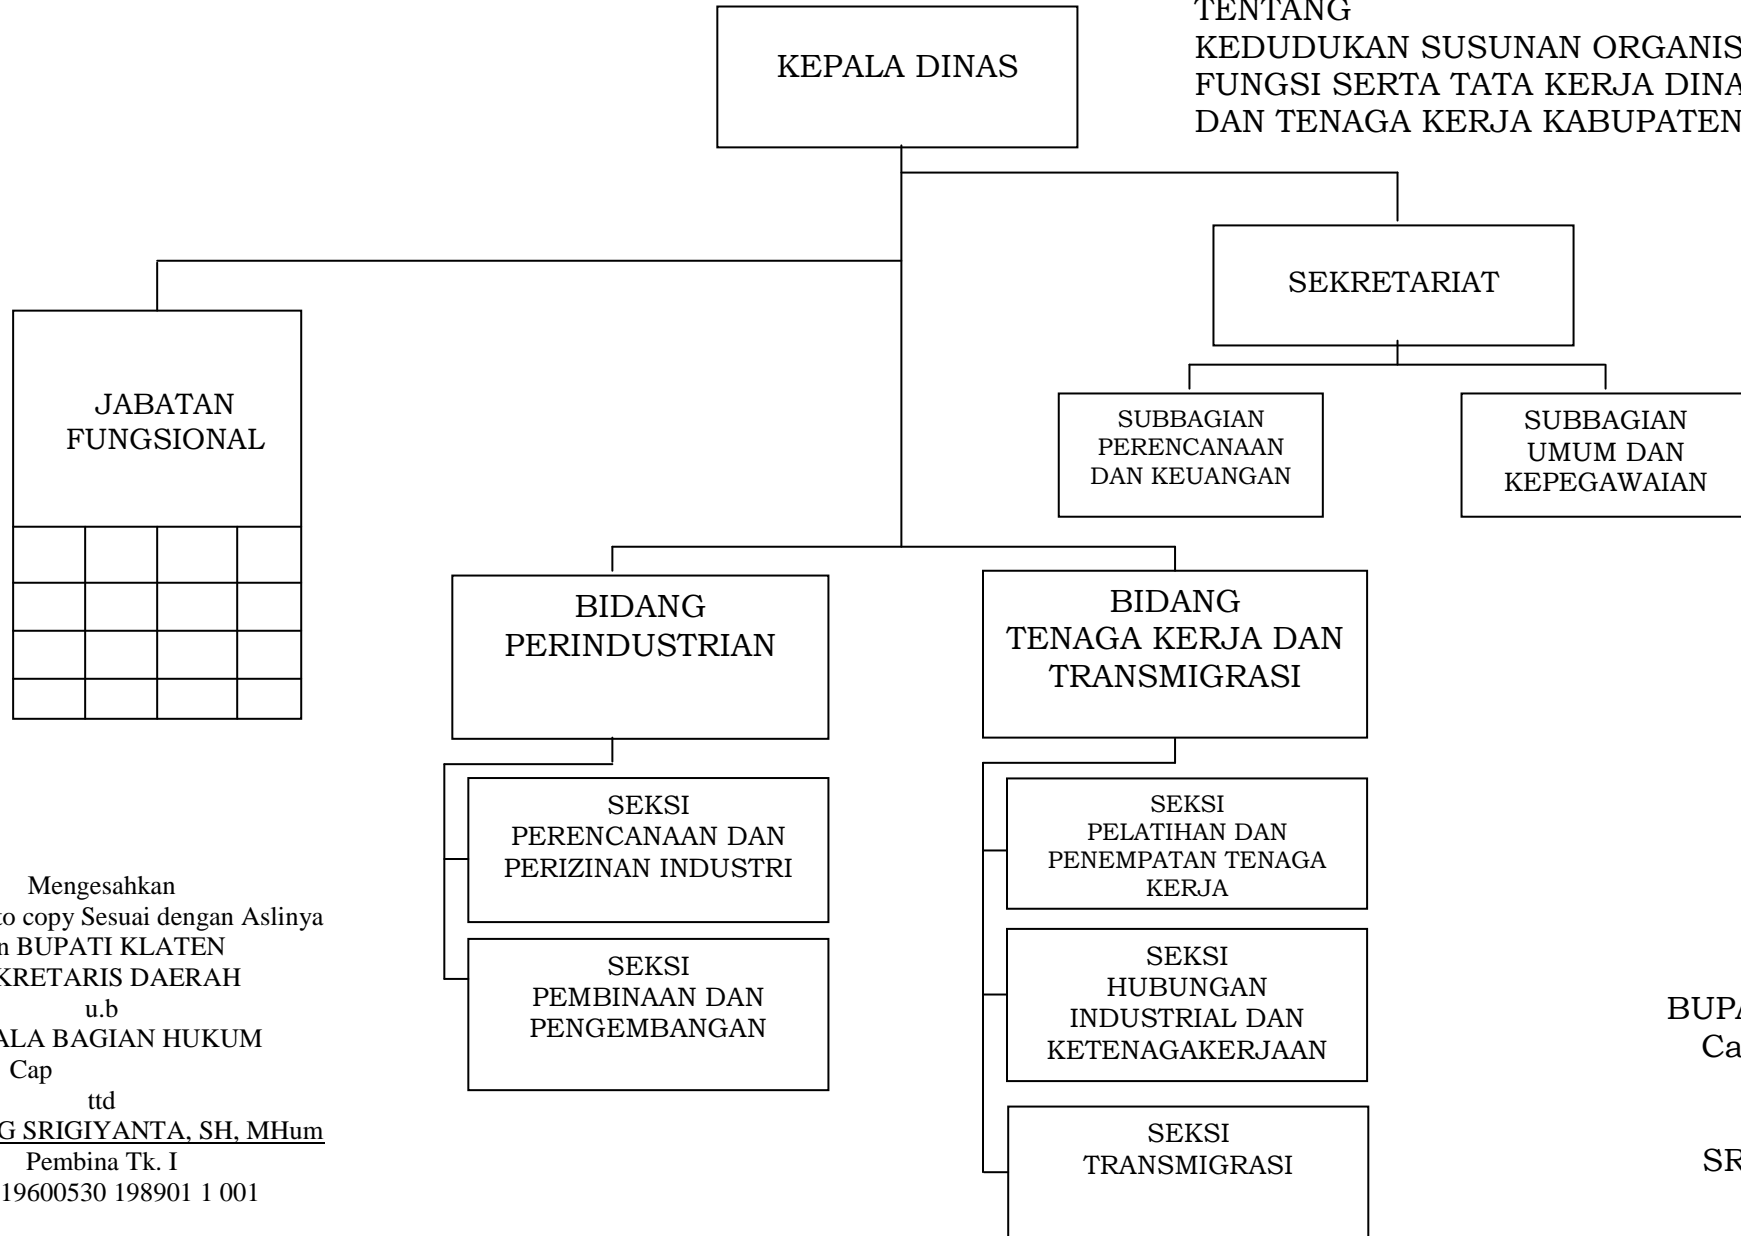 TENTANG
KEDUDUKAN SUSUNAN ORGANIS
FUNGSI SERTA TATA KERJA DINA
DAN TENAGA KERJA KABUPATEN
KEPALA DINAS
SEKRETARIAT
JABATAN
FUNGSIONAL
SUBBAGIAN
PERENCANAAN
DAN KEUANGAN
SUBBAGIAN
UMUM DAN
KEPEGAWAIAN
BIDANG
PERINDUSTRIAN
BIDANG
TENAGA KERJA DAN
TRANSMIGRASI
SEKSI
PERENCANAAN DAN
PERIZINAN INDUSTRI
SEKSI
PEMBINAAN DAN
PENGEMBANGAN
SEKSI
PELATIHAN DAN
PENEMPATAN TENAGA
KERJA
SEKSI
HUBUNGAN
INDUSTRIAL DAN
KETENAGAKERJAAN
SEKSI
TRANSMIGRASI
Mengesahkan
to copy Sesuai dengan Aslinya
n BUPATI KLATEN
KRETARIS DAERAH
u.b
ALA BAGIAN HUKUM
Cap
ttd
G SRIGIYANTA, SH, MHum
Pembina Tk. I
19600530 198901 1 001
BUPA
Ca
SR